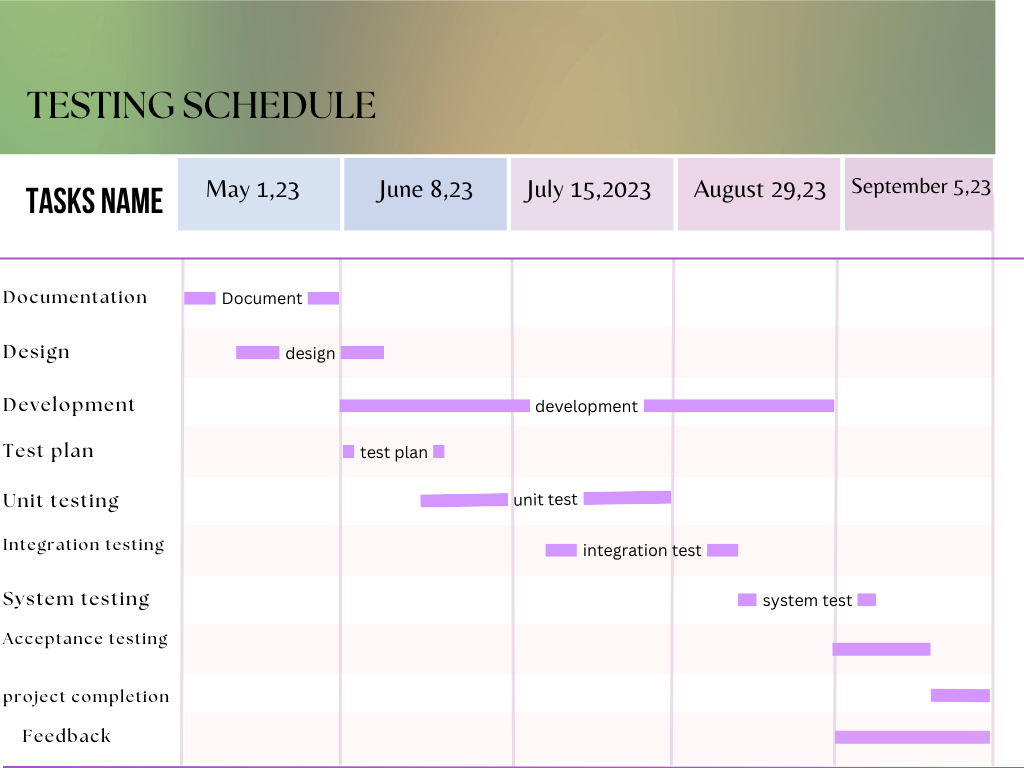 TESTING SCHEDULE
TASKS NAME
May 1,23
June 8,23
July 15,2023
August 29,23
September 5,23
Documentation
Document
Design
design
Development
development
Test plan
test plan
Unit testing
unit test
Integration testing
integration test
System testing
system test
Acceptance testing
project completion
Feedback